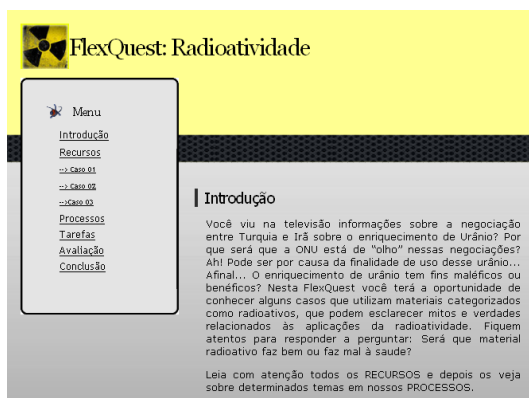 FlexQuest: Radioatividade
Menu
Introdução
Recursos
--> Caso 01
--> Caso 02
-->Caso 03
Processos
Tarefas
Avaliação
Conclusão
Introdução
Você viu na televisão informações sobre a negociação
entre Turquia e Irã sobre o enriquecimento de Urânio? Por
que será que a ONU está de "olho" nessas negociações?
Ah! Pode ser por causa da finalidade de uso desse urânio...
Afinal... O enriquecimento de urânio tem fins maléficos ou
benéficos? Nesta FlexQuest você terá a oportunidade de
conhecer alguns casos que utilizam materiais categorizados
como radioativos, que podem esclarecer mitos e verdades
relacionados às aplicações da radioatividade. Fiquem
atentos para responder a perguntar: Será que material
radioativo faz bem ou faz mal à saude?
Leia com atenção todos os RECURSOS e depois os veja
sobre determinados temas em nossos PROCESSOS.